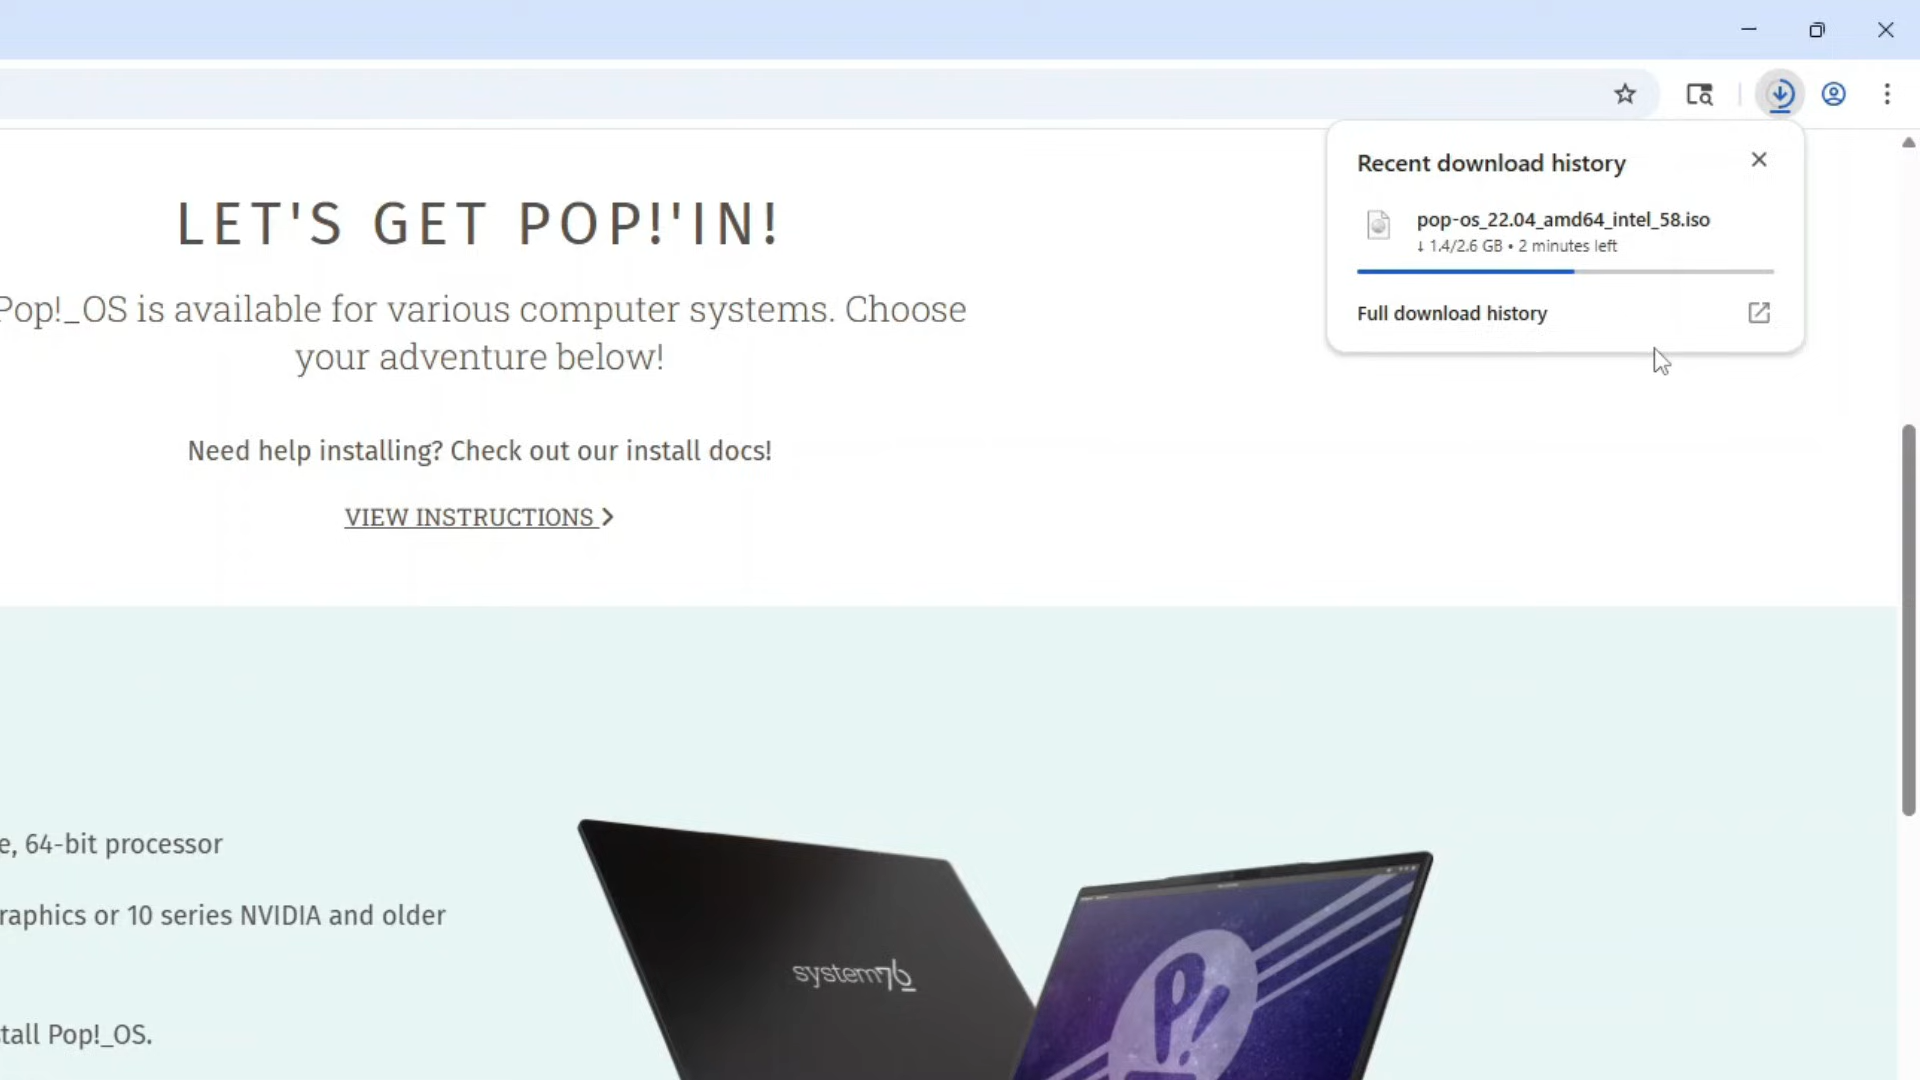 Recent download history
pop-os_22.04_amd64_intel_58.iso
↓ 1.4/2.6 GB • 2 minutes left
Full download history
LET'S GET POP!'IN!
Pop!_OS is available for various computer systems. Choose
your adventure below!
Need help installing? Check out our install docs!
VIEW INSTRUCTIONS >
e, 64-bit processor
raphics or 10 series NVIDIA and older
tall Pop!_OS.
system76
P!